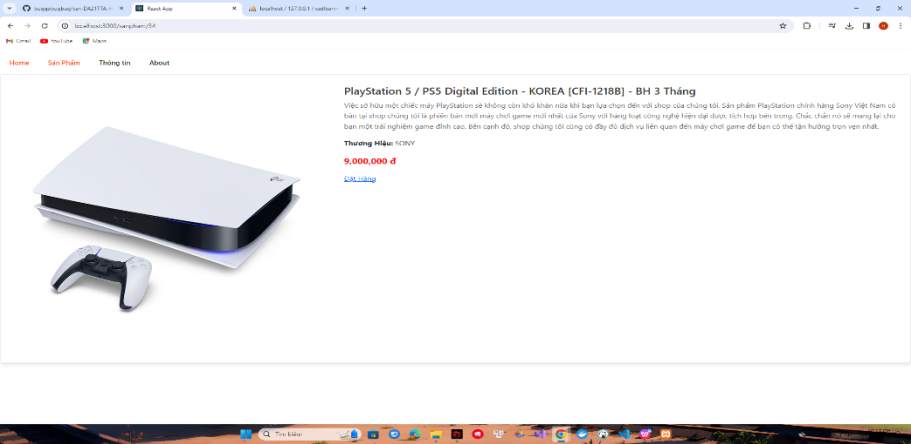 React App
localhost:3000/sanpham/54
Gmail YouTube Maps
Home Sản Phẩm Thông tin About
PlayStation 5 / PS5 Digital Edition - KOREA [CFI-1218B] - BH 3 Tháng
Việc sở hữu một chiếc máy PlayStation sẽ không còn khó khăn nữa khi bạn lựa chọn đến với shop của chúng tôi. Sản phẩm PlayStation chính hãng Sony Việt Nam có
bán tại shop chúng tôi là phiên bản mới máy chơi game mới nhất của Sony với hàng loạt công nghệ hiện đại được tích hợp bên trong. Chắc chắn nó sẽ mang lại cho
bạn một trải nghiệm game đỉnh cao. Bên cạnh đó, shop chúng tôi cũng có đầy đủ dịch vụ liên quan đến máy chơi game để bạn có thể tận hưởng trọn vẹn nhất.
Thương Hiệu: SONY
9,000,000 đ
Đặt Hàng
Tìm kiếm